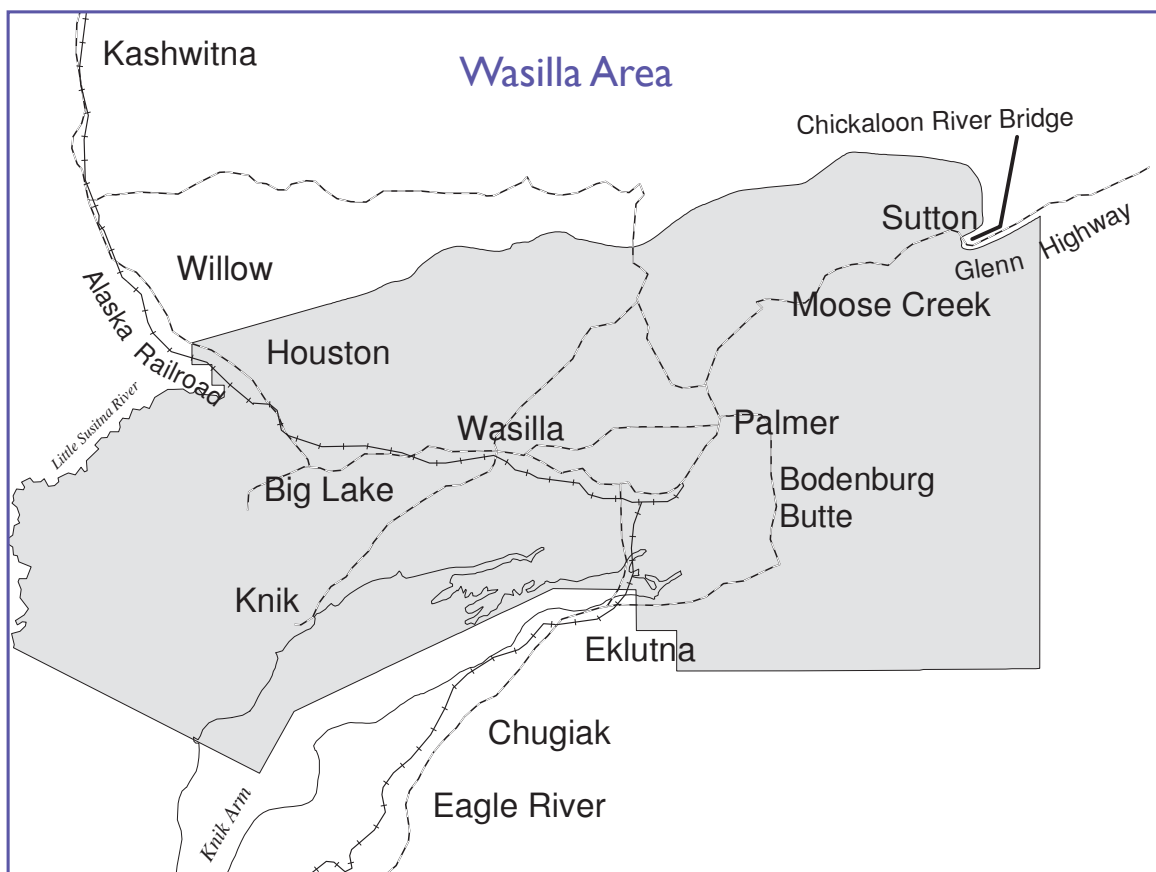 Kashwitna
Wasilla Area
Chickaloon River Bridge
Sutton
Glenn Highway
Willow
Alaska Railroad
Moose Creek
Houston
Little Susitna River
Wasilla
Palmer
Big Lake
Bodenburg
Butte
Knik
Eklutna
Chugiak
Knik Arm
Eagle River